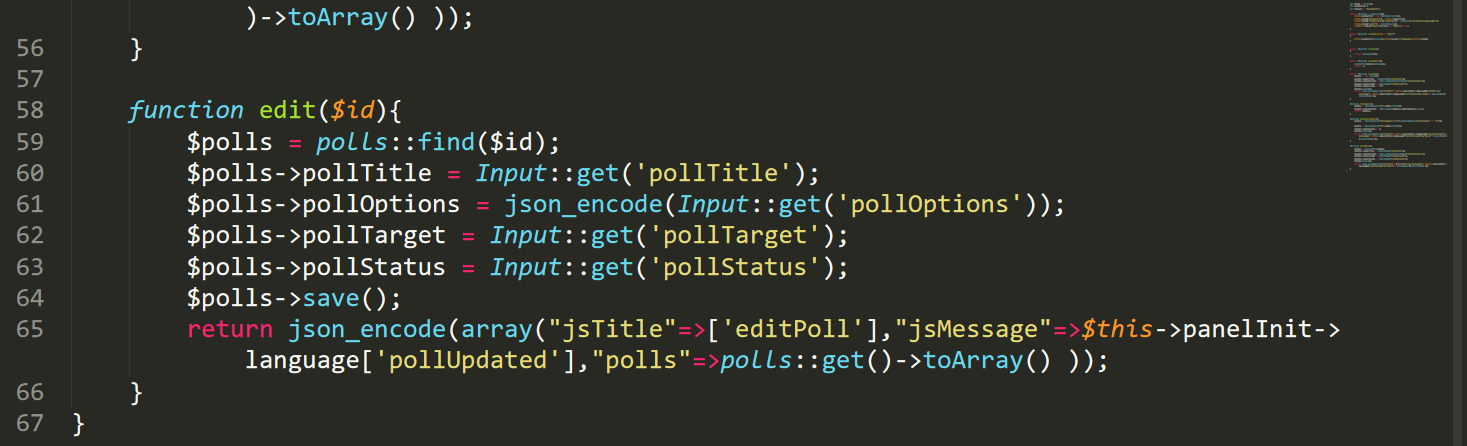 )->toArray() ));
56 }
57
58 function edit($id){
59 $polls = polls::find($id);
60 $polls->pollTitle = Input::get('pollTitle');
61 $polls->pollOptions = json_encode(Input::get('pollOptions'));
62 $polls->pollTarget = Input::get('pollTarget');
63 $polls->pollStatus = Input::get('pollStatus');
64 $polls->save();
65 return json_encode(array("jsTitle"=>['editPoll'],"jsMessage"=>$this->panelInit->
language['pollUpdated'],"polls"=>polls::get()->toArray() ));
66 }
67 }